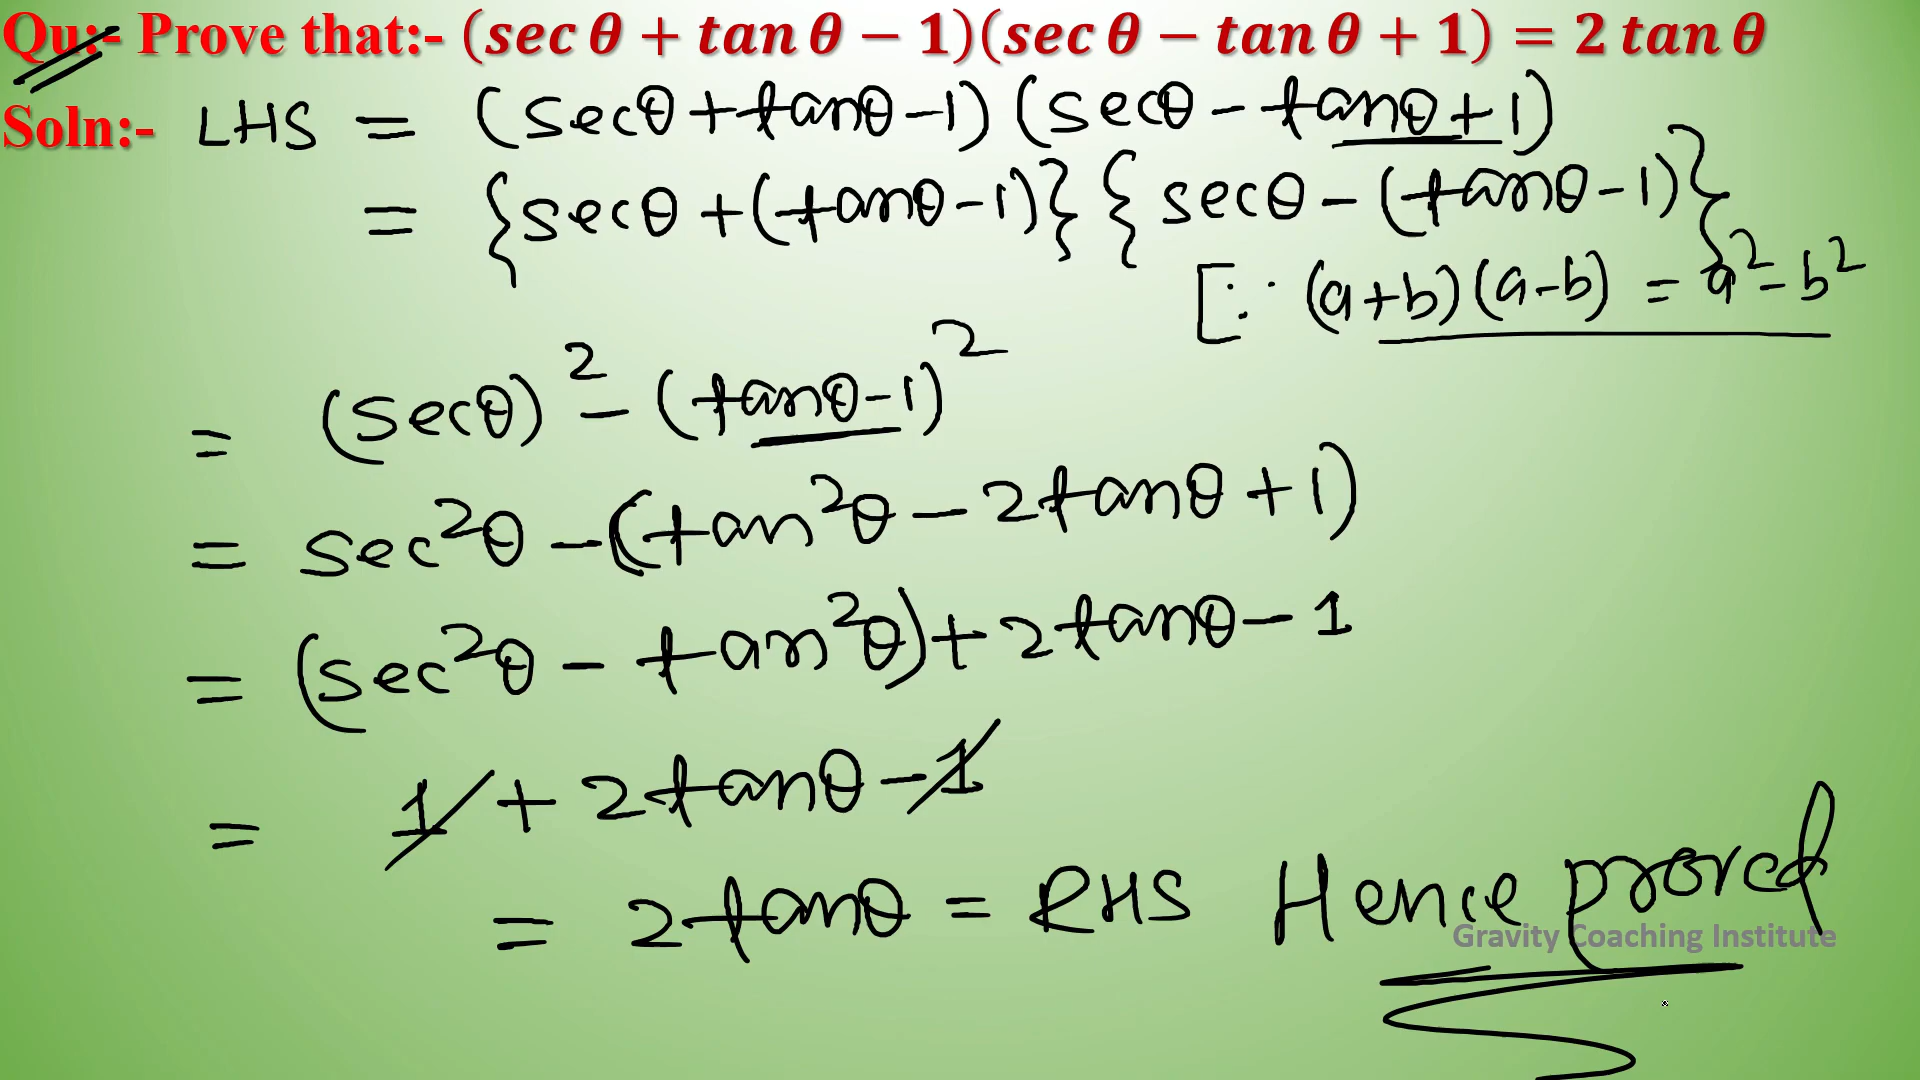 Qu:- Prove that:- (sec θ + tan θ − 1)(sec θ − tan θ + 1) = 2 tan θ
Soln:- LHS = (secθ + tanθ − 1) (secθ − tanθ + 1)
= {secθ + (tanθ − 1)} {secθ − (tanθ − 1)}
[∵ (a+b)(a−b) = a² − b²
= (secθ)² − (tanθ − 1)²
= sec²θ − (tan²θ − 2tanθ + 1)
= (sec²θ − tan²θ) + 2tanθ − 1
= 1 + 2tanθ − 1
= 2tanθ = RHS Hence proved
Gravity Coaching Institute